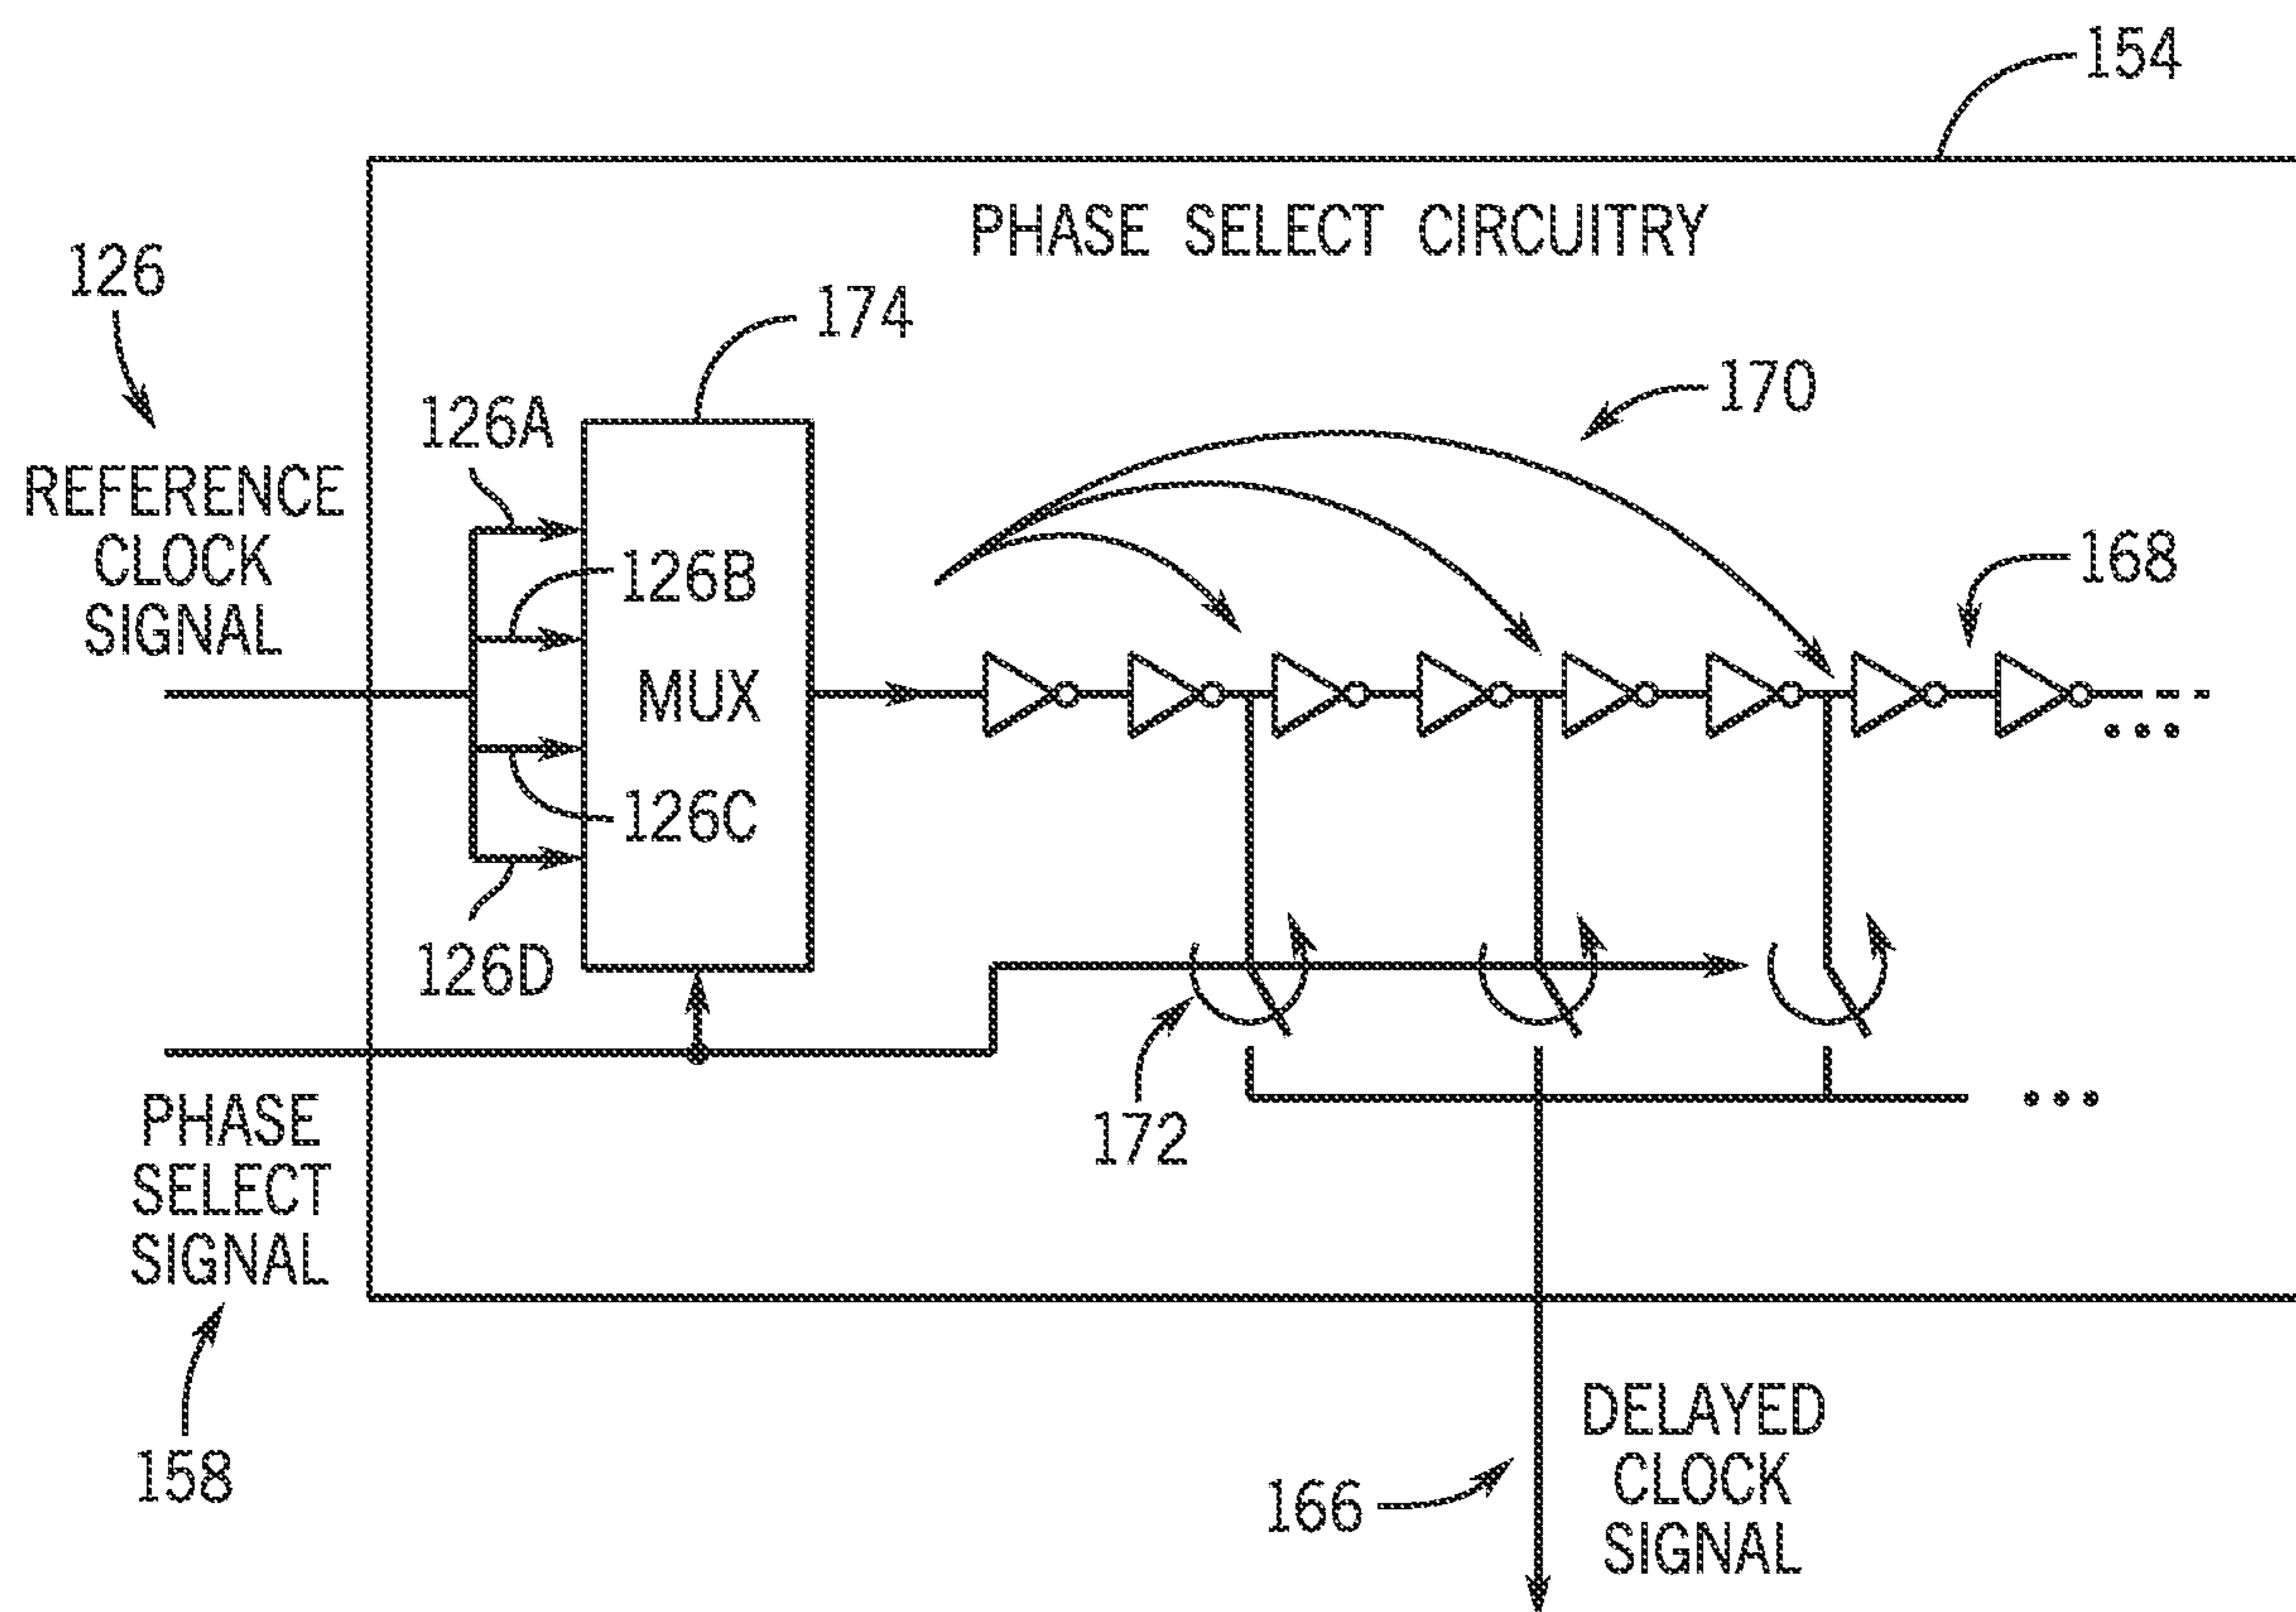 154
PHASE SELECT CIRCUITRY
126
174
170
126A
REFERENCE
CLOCK
SIGNAL
126B
168
MUX
126C
126D
PHASE
SELECT
SIGNAL
172
158
166
DELAYED
CLOCK
SIGNAL